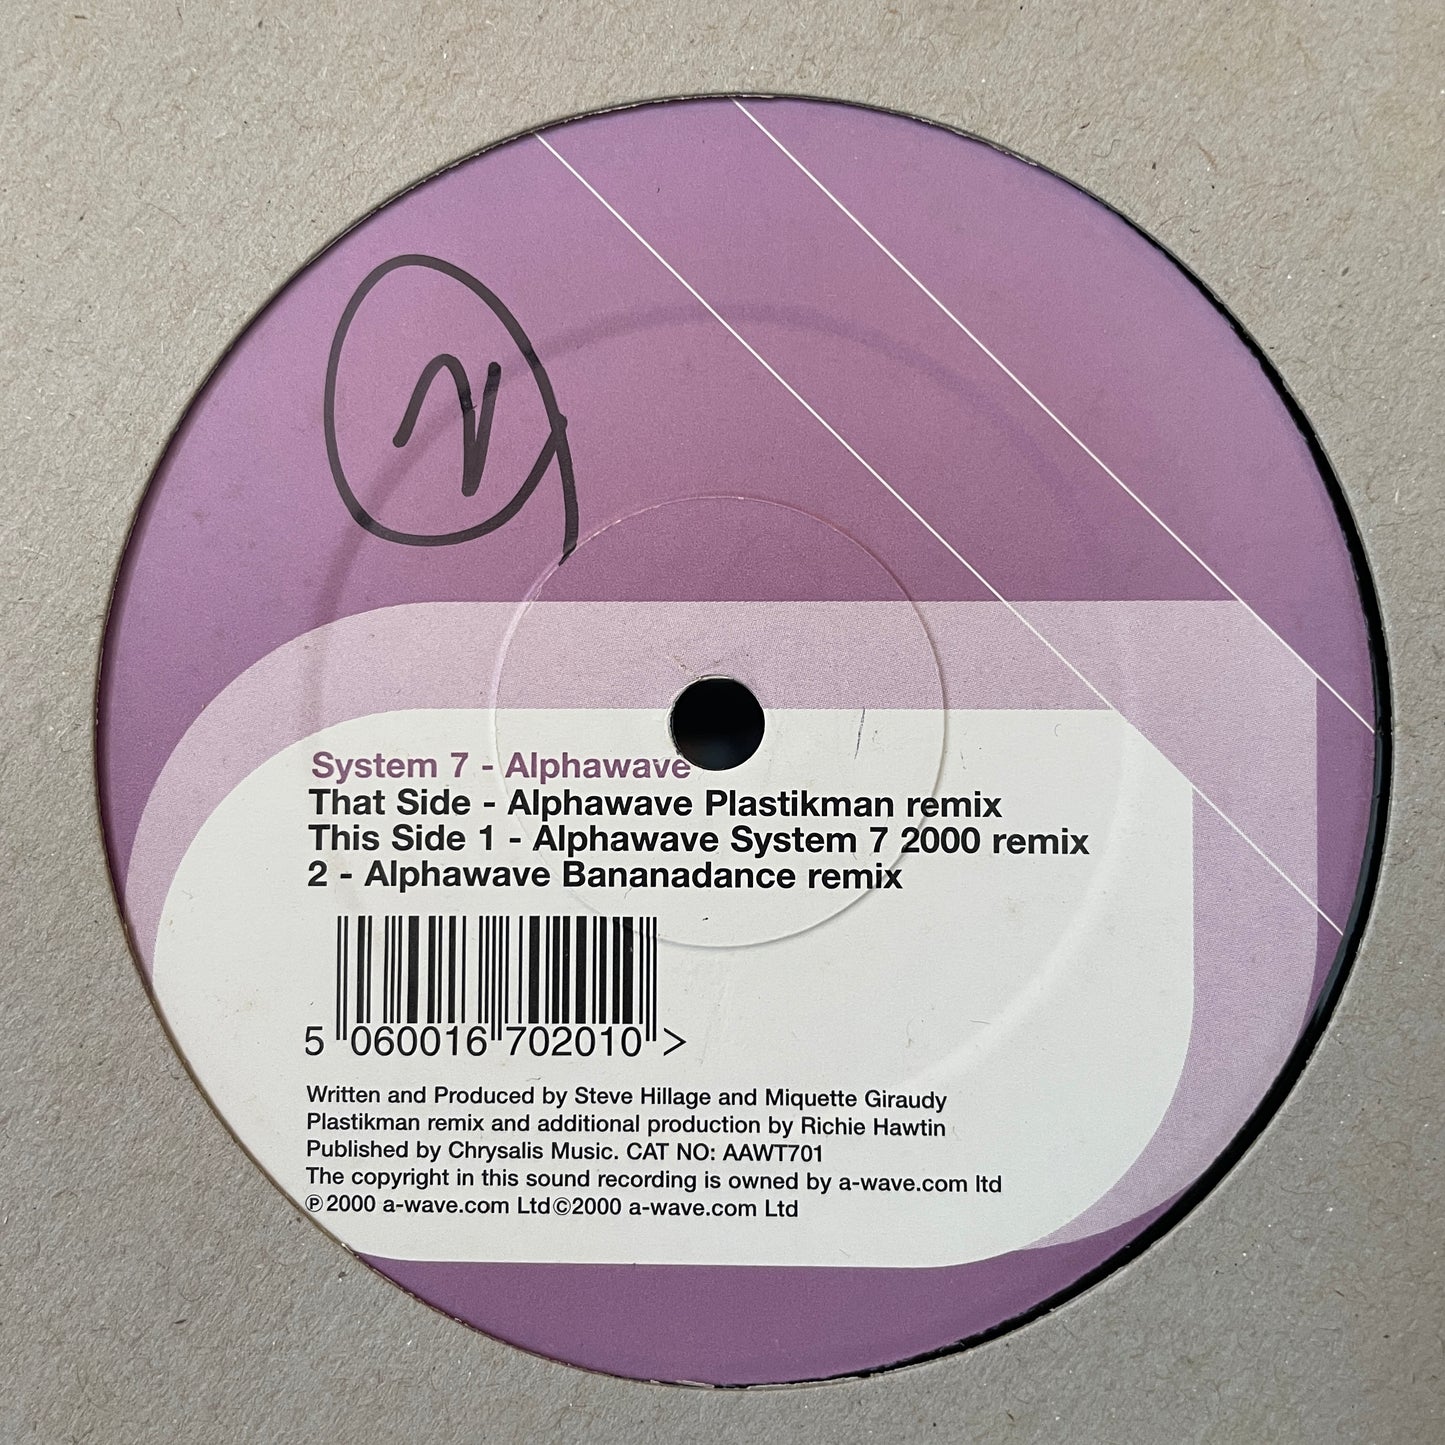 System 7 - Alphawave
That Side - Alphawave Plastikman remix
This Side 1 - Alphawave System 7 2000 remix
2 - Alphawave Bananadance remix
5 060016 702010 >
Written and Produced by Steve Hillage and Miquette Giraudy
Plastikman remix and additional production by Richie Hawtin
Published by Chrysalis Music. CAT NO: AAWT701
The copyright in this sound recording is owned by a-wave.com ltd
℗2000 a-wave.com Ltd©2000 a-wave.com Ltd